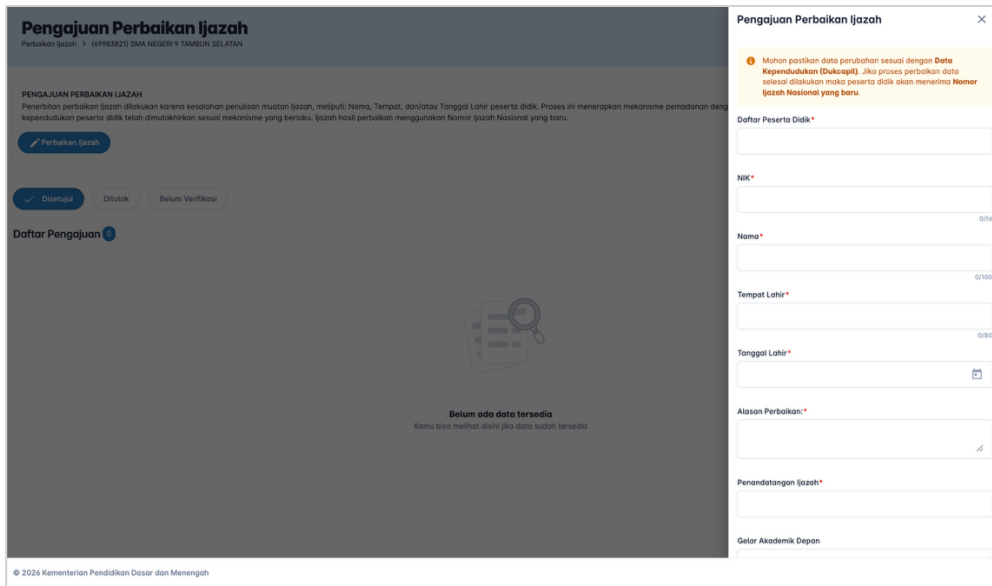 Pengajuan Perbaikan Ijazah
Perbaikan Ijazah > (69983821) SMA NEGERI 9 TAMBUN SELATAN
PENGAJUAN PERBAIKAN IJAZAH
Penerbitan perbaikan Ijazah dilakukan karena kesalahan penulisan muatan Ijazah, meliputi: Nama, Tempat, dan/atau Tanggal Lahir peserta didik. Proses ini menerapkan mekanisme pemadanan deng
kependudukan peserta didik telah dimutakhirkan sesuai mekanisme yang berlaku. Ijazah hasil perbaikan menggunakan Nomor Ijazah Nasional yang baru.
Perbaikan Ijazah
Disetujui Ditolak Belum Verifikasi
Daftar Pengajuan 0
Belum ada data tersedia
Kamu bisa melihat disini jika data sudah tersedia
© 2026 Kementerian Pendidikan Dasar dan Menengah
Pengajuan Perbaikan Ijazah
Mohon pastikan data perubahan sesuai dengan Data
Kependudukan (Dukcapil). Jika proses perbaikan data
selesai dilakukan maka peserta didik akan menerima Nomor
Ijazah Nasional yang baru.
Daftar Peserta Didik*
NIK*
0/16
Nama*
0/100
Tempat Lahir*
0/80
Tanggal Lahir*
Alasan Perbaikan:*
Penandatangan Ijazah*
Gelar Akademik Depan